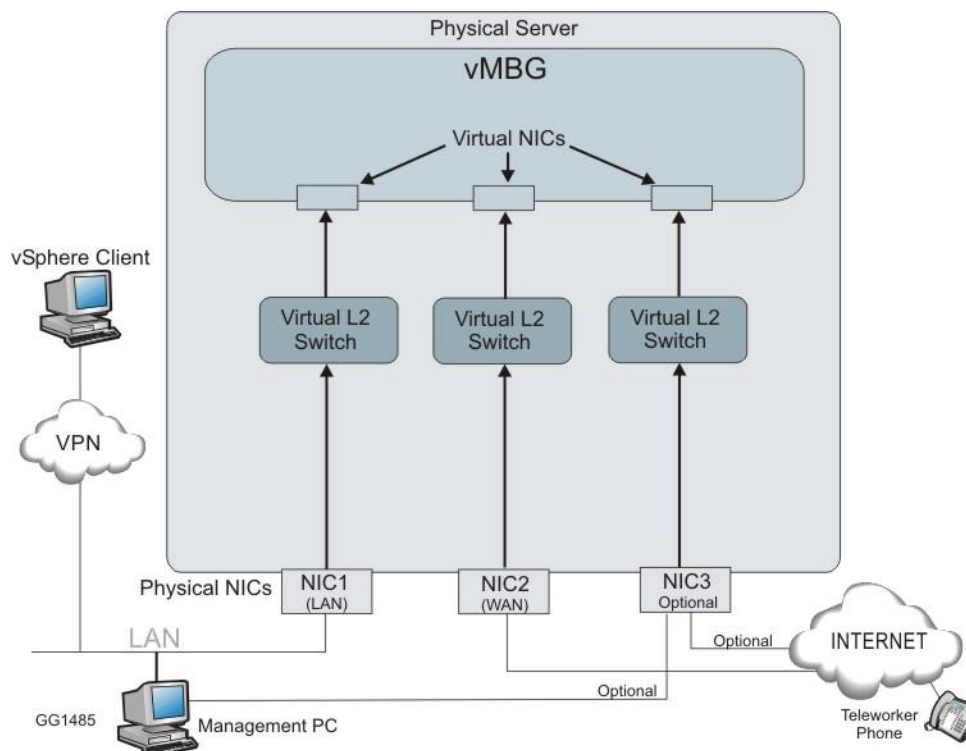 Physical Server
vMBG
Virtual NICs
vSphere Client
Virtual L2
Switch
Virtual L2
Switch
Virtual L2
Switch
VPN
Physical NICs
NIC1
(LAN)
NIC2
(WAN)
NIC3
Optional
LAN
Optional
INTERNET
Optional
GG1485
Management PC
Teleworker
Phone